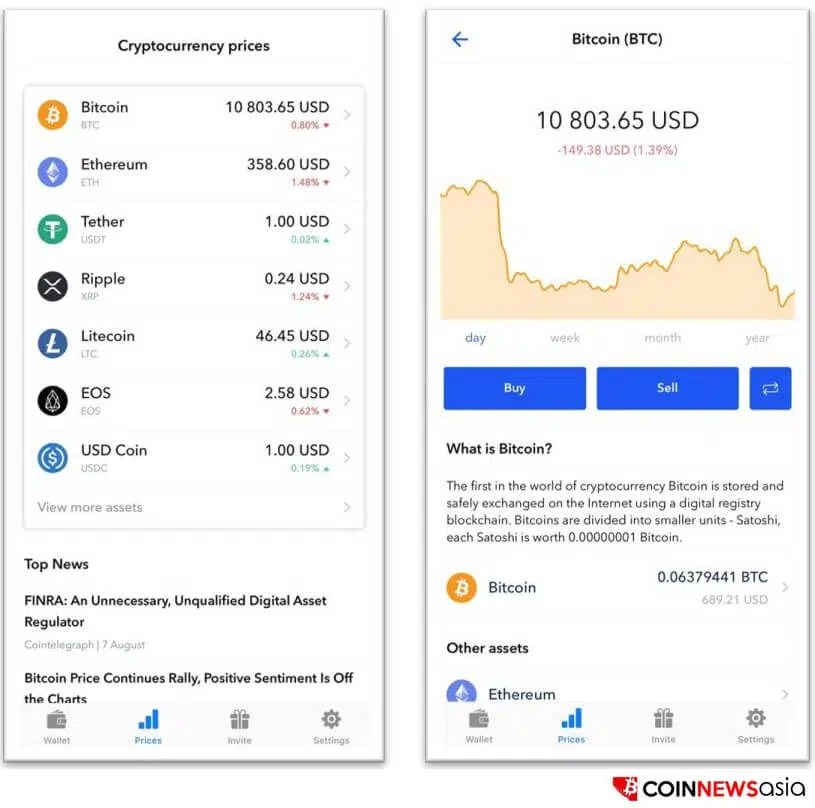 Cryptocurrency prices
Bitcoin 10 803.65 USD
BTC 0.80%
Ethereum 358.60 USD
ETH 1.48%
Tether 1.00 USD
USDT 0.02%
Ripple 0.24 USD
XRP 1.24%
Litecoin 46.45 USD
LTC 0.26%
EOS 2.58 USD
EOS 0.62%
USD Coin 1.00 USD
USDC 0.19%
View more assets
Top News
FINRA: An Unnecessary, Unqualified Digital Asset
Regulator
Cointelegraph | 7 August
Bitcoin Price Continues Rally, Positive Sentiment Is Off
the Charts
Wallet Prices Invite Settings
Bitcoin (BTC)
10 803.65 USD
-149.38 USD (1.39%)
day week month year
Buy Sell
What is Bitcoin?
The first in the world of cryptocurrency Bitcoin is stored and
safely exchanged on the Internet using a digital registry
blockchain. Bitcoins are divided into smaller units - Satoshi,
each Satoshi is worth 0.00000001 Bitcoin.
Bitcoin 0.06379441 BTC
689.21 USD
Other assets
Ethereum
Wallet Prices Invite Settings
COINNEWSasia